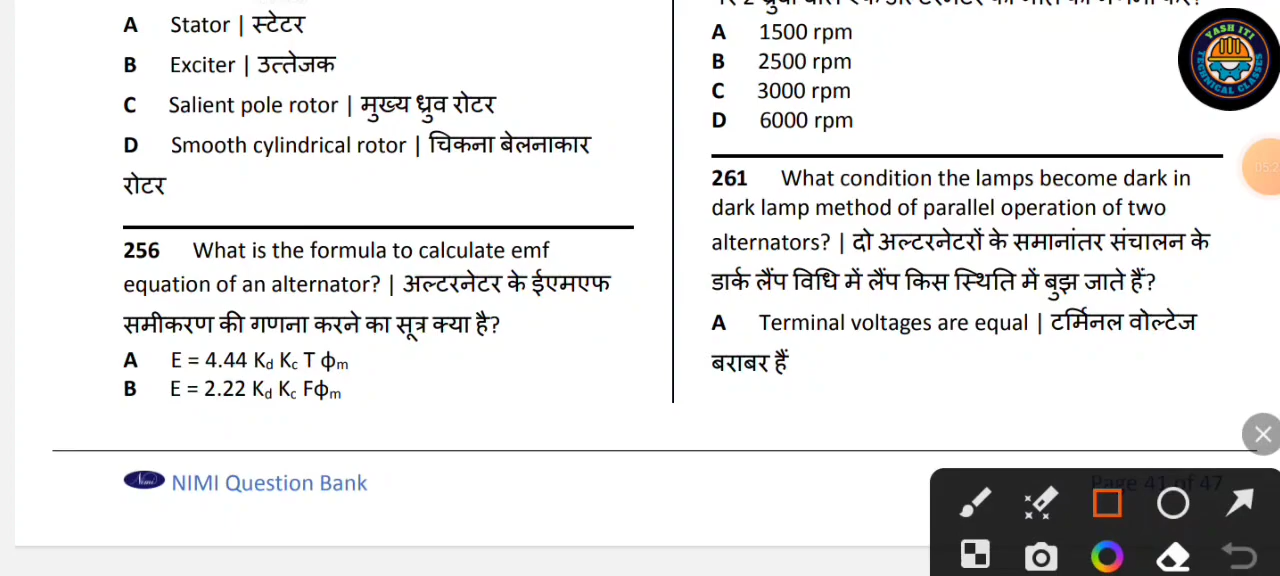 A Stator | स्टेटर
B Exciter | उत्तेजक
C Salient pole rotor | मुख्य ध्रुव रोटर
D Smooth cylindrical rotor | चिकना बेलनाकार
रोटर
256 What is the formula to calculate emf
equation of an alternator? | अल्टरनेटर के ईएमएफ
समीकरण की गणना करने का सूत्र क्या है?
A E = 4.44 Kd Kc T ɸm
B E = 2.22 Kd Kc Fɸm
A 1500 rpm
B 2500 rpm
C 3000 rpm
D 6000 rpm
261 What condition the lamps become dark in
dark lamp method of parallel operation of two
alternators? | दो अल्टरनेटरों के समानांतर संचालन के
डार्क लैंप विधि में लैंप किस स्थिति में बुझ जाते हैं?
A Terminal voltages are equal | टर्मिनल वोल्टेज
बराबर हैं
Nimi NIMI Question Bank
Page 41 of 47
YASH ITI
TECHNICAL CLASSES